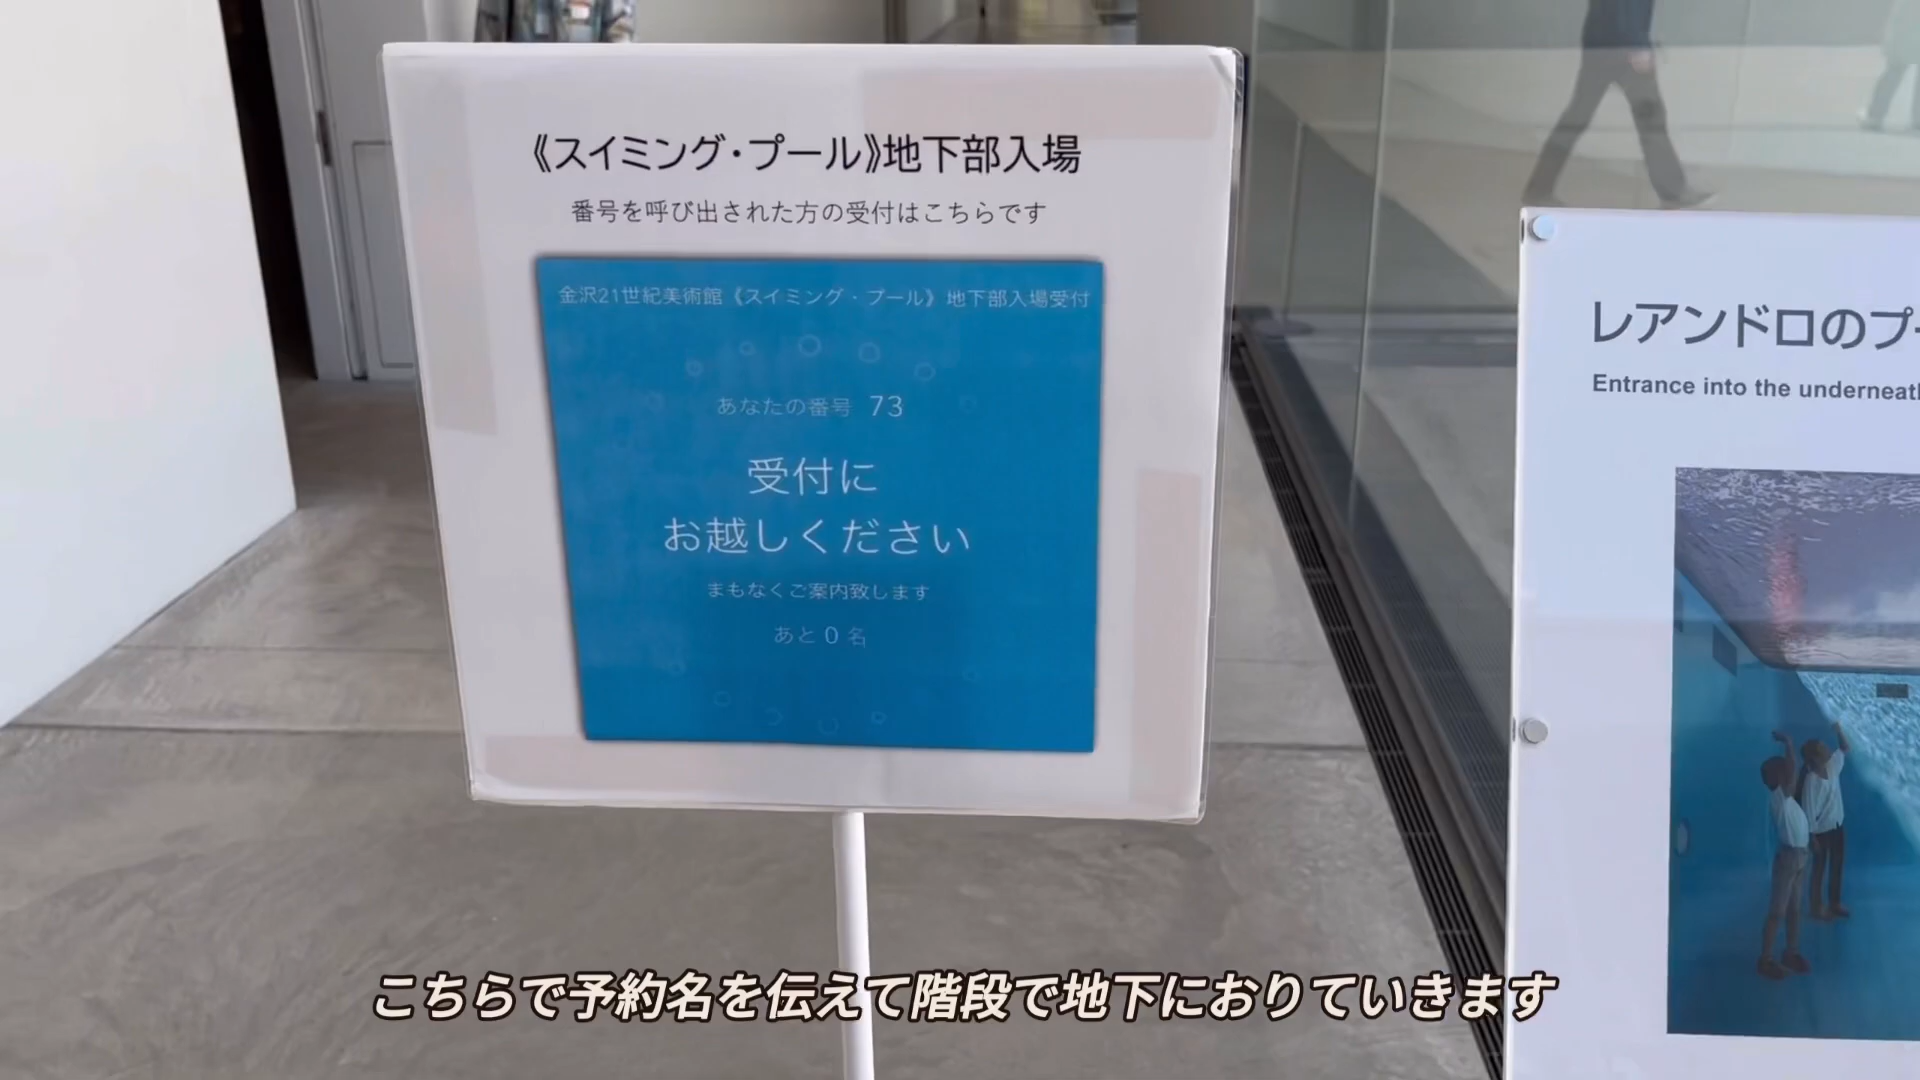 《スイミング・プール》地下部入場
番号を呼び出された方の受付はこちらです
金沢21世紀美術館《スイミング・プール》地下部入場受付
あなたの番号 73
受付に
お越しください
まもなくご案内致します
あと0名
レアンドロのプー
Entrance into the underneath
こちらで予約名を伝えて階段で地下におりていきます